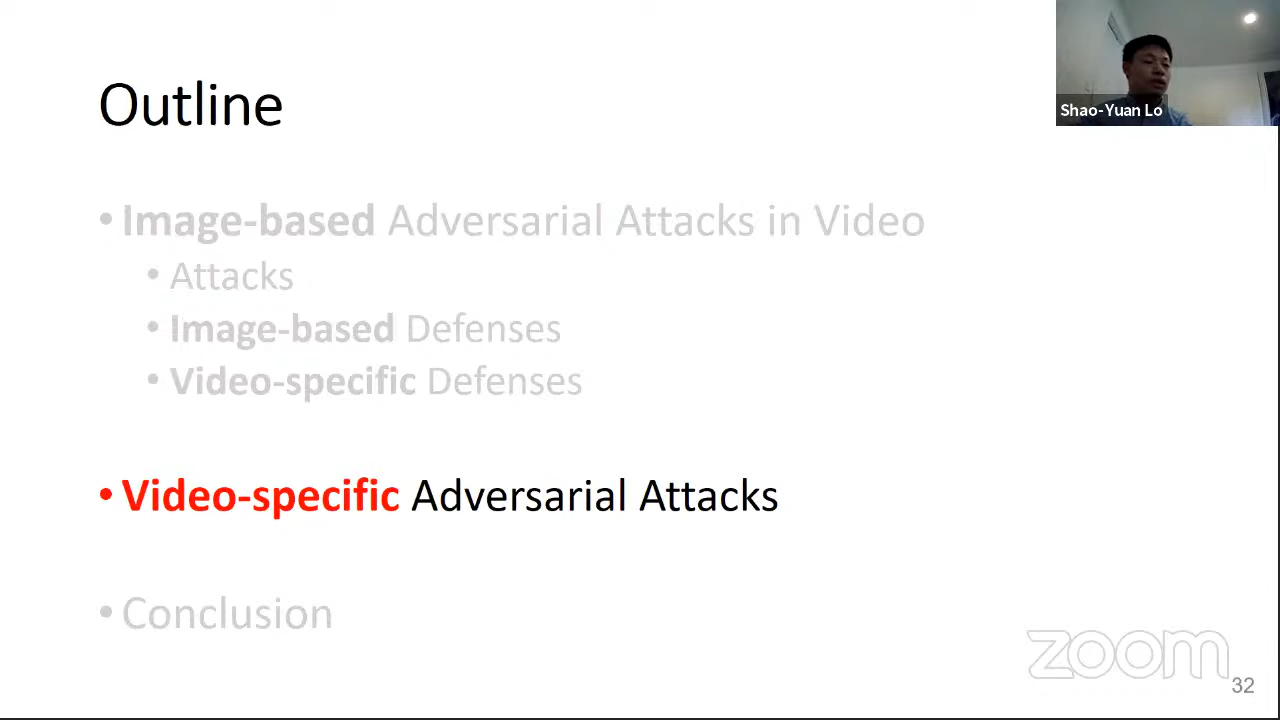 Outline
Shao-Yuan Lo
• Image-based Adversarial Attacks in Video
• Attacks
• Image-based Defenses
• Video-specific Defenses
• Video-specific Adversarial Attacks
• Conclusion
zoom
32